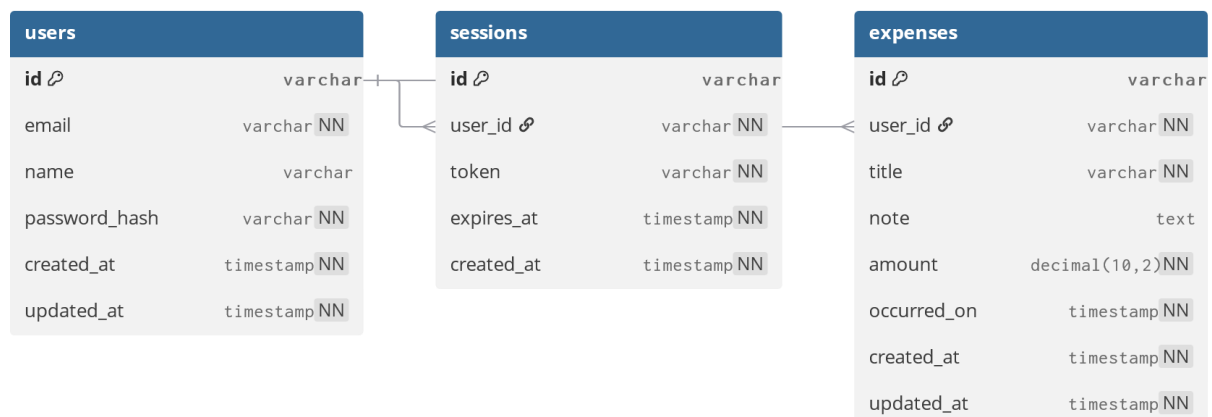 users
id varchar
email varchar NN
name varchar
password_hash varchar NN
created_at timestamp NN
updated_at timestamp NN
sessions
id varchar
user_id varchar NN
token varchar NN
expires_at timestamp NN
created_at timestamp NN
expenses
id varchar
user_id varchar NN
title varchar NN
note text
amount decimal(10,2) NN
occurred_on timestamp NN
created_at timestamp NN
updated_at timestamp NN